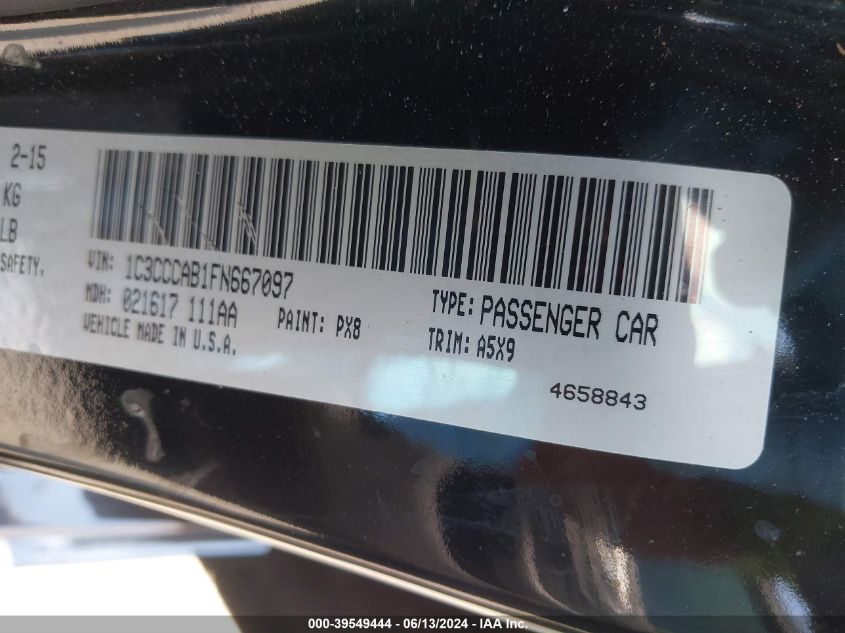 2-15
KG
LB
SAFETY.
VIN: 1C3CCCAB1FN667097
MDH: 021617 111AA
PAINT: PX8
VEHICLE MADE IN U.S.A.
TYPE: PASSENGER CAR
TRIM: A5X9
4658843
000-39549444 - 06/13/2024 - IAA Inc.